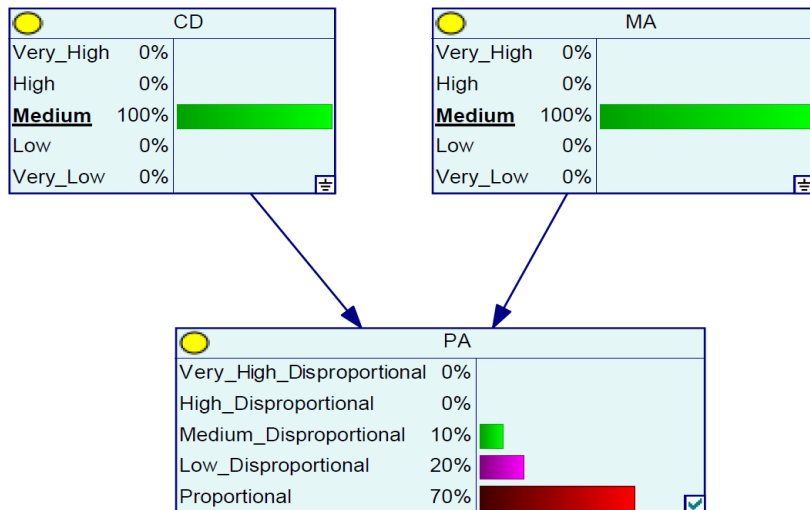 CD
Very_High 0%
High 0%
Medium 100%
Low 0%
Very_Low 0%
MA
Very_High 0%
High 0%
Medium 100%
Low 0%
Very_Low 0%
PA
Very_High_Disproportional 0%
High_Disproportional 0%
Medium_Disproportional 10%
Low_Disproportional 20%
Proportional 70%